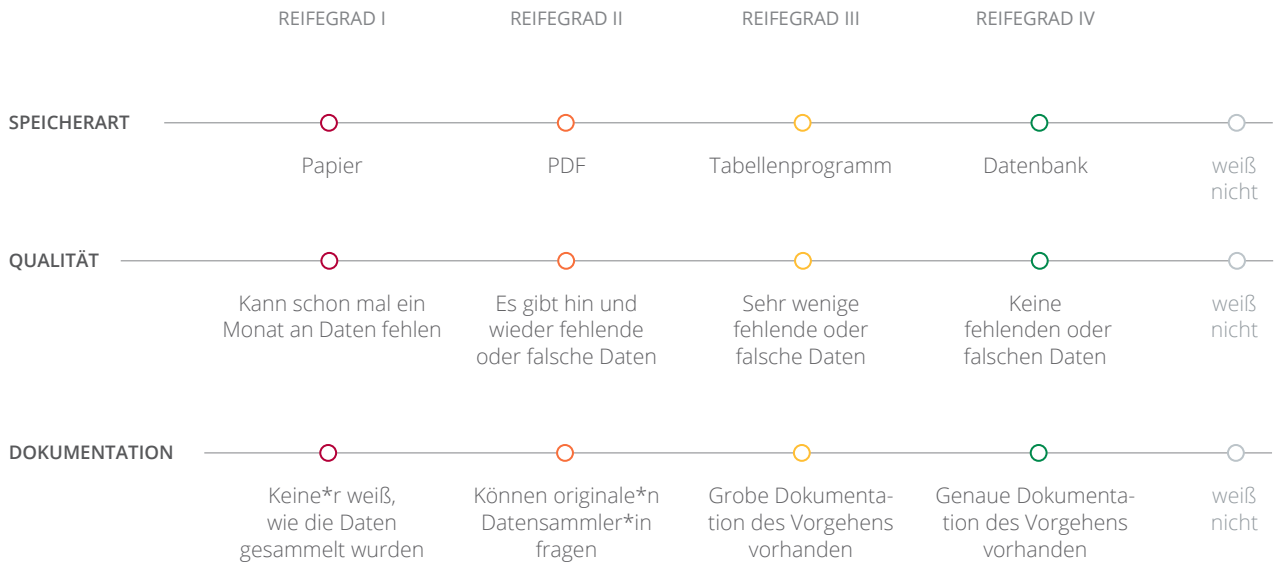 REIFEGRAD I REIFEGRAD II REIFEGRAD III REIFEGRAD IV
SPEICHERART
Papier PDF Tabellenprogramm Datenbank weiß
nicht
QUALITÄT
Kann schon mal ein Es gibt hin und Sehr wenige Keine weiß
Monat an Daten fehlen wieder fehlende fehlende oder fehlenden oder nicht
oder falsche Daten falsche Daten falschen Daten
DOKUMENTATION
Keine*r weiß, Können originale*n Grobe Dokumenta- Genaue Dokumenta- weiß
wie die Daten Datensammler*in tion des Vorgehens tion des Vorgehens nicht
gesammelt wurden fragen vorhanden vorhanden